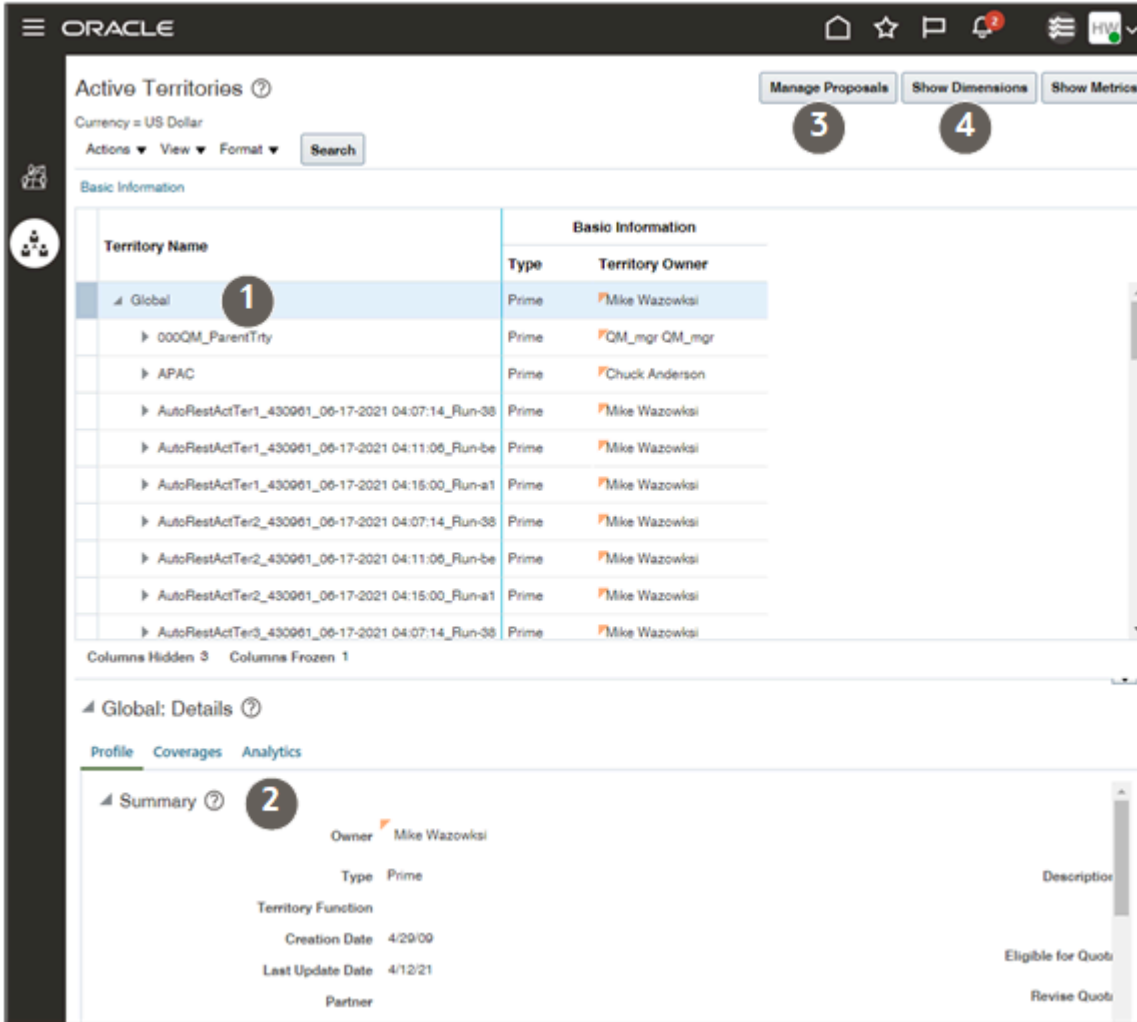 ORACLE 2 HW
Active Territories ?
Manage Proposals Show Dimensions Show Metrics
3 4
Currency = US Dollar
Actions View Format Search
Basic Information
Basic Information
Territory Name
Type Territory Owner
Global 1 Prime Mike Wazowksi
000QM_ParentTrty Prime QM_mgr QM_mgr
APAC Prime Chuck Anderson
AutoRestActTer1_430961_06-17-2021 04:07:14_Run-38 Prime Mike Wazowksi
AutoRestActTer1_430961_06-17-2021 04:11:06_Run-be Prime Mike Wazowksi
AutoRestActTer1_430961_06-17-2021 04:15:00_Run-a1 Prime Mike Wazowksi
AutoRestActTer2_430961_06-17-2021 04:07:14_Run-38 Prime Mike Wazowksi
AutoRestActTer2_430961_06-17-2021 04:11:06_Run-be Prime Mike Wazowksi
AutoRestActTer2_430961_06-17-2021 04:15:00_Run-a1 Prime Mike Wazowksi
AutoRestActTer3_430961_06-17-2021 04:07:14_Run-38 Prime Mike Wazowksi
Columns Hidden 3 Columns Frozen 1
Global: Details ?
Profile Coverages Analytics
Summary ? 2
Owner Mike Wazowksi
Type Prime Description
Territory Function
Creation Date 4/29/09
Eligible for Quota
Last Update Date 4/12/21
Partner Revise Quota